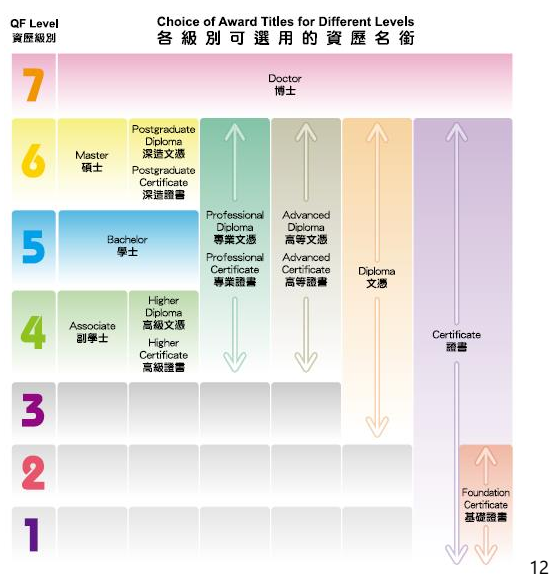 QF Level
資歷級別
Choice of Award Titles for Different Levels
各級別可選用的資歷名銜
7
Doctor
博士
6
Master
碩士
Postgraduate
Diploma
深造文憑
Postgraduate
Certificate
深造證書
5
Bachelor
學士
Professional
Diploma
專業文憑
Professional
Certificate
專業證書
Advanced
Diploma
高等文憑
Advanced
Certificate
高等證書
Diploma
文憑
4
Associate
副學士
Higher
Diploma
高級文憑
Higher
Certificate
高級證書
Certificate
證書
3
2
Foundation
Certificate
基礎證書
1
12